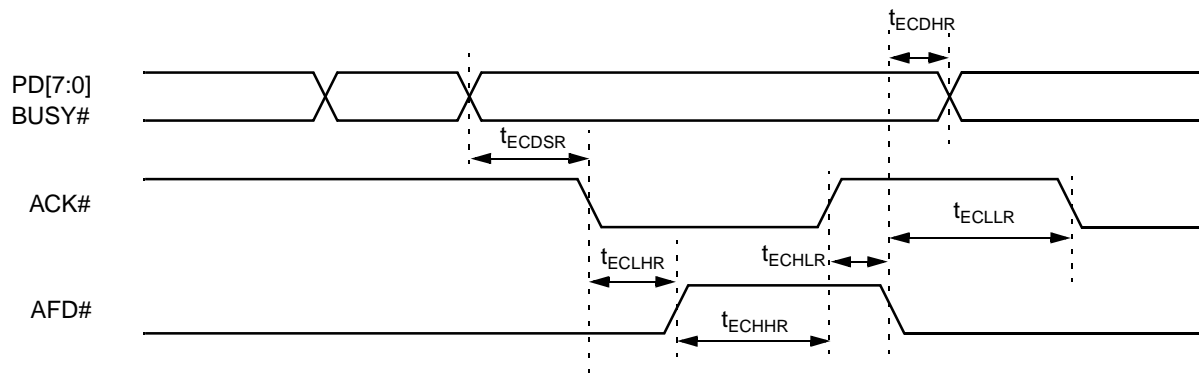 tECDHR
PD[7:0]
BUSY#
tECDSR
ACK#
tECLLR
tECLHR
tECHLR
AFD#
tECHHR